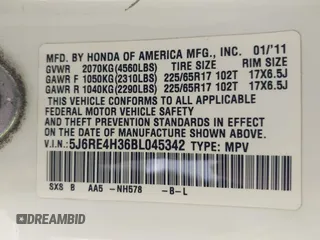 MFD. BY HONDA OF AMERICA MFG., INC. 01/'11
GVWR 2070KG(4560LBS) TIRE SIZE RIM SIZE
GAWR F 1050KG(2310LBS) 225/65R17 102T 17X6.5J
GAWR R 1040KG(2290LBS) 225/65R17 102T 17X6.5J
THIS VEHICLE CONFORMS TO ALL APPLICABLE
FEDERAL MOTOR VEHICLE SAFETY AND
THEFT PREVENTION STANDARDS IN EFFECT ON
THE DATE OF MANUFACTURE SHOWN ABOVE.
V.I.N: 5J6RE4H36BL045342 TYPE: MPV
SXS B AA5 -NH578 -B-L
DREAMBID